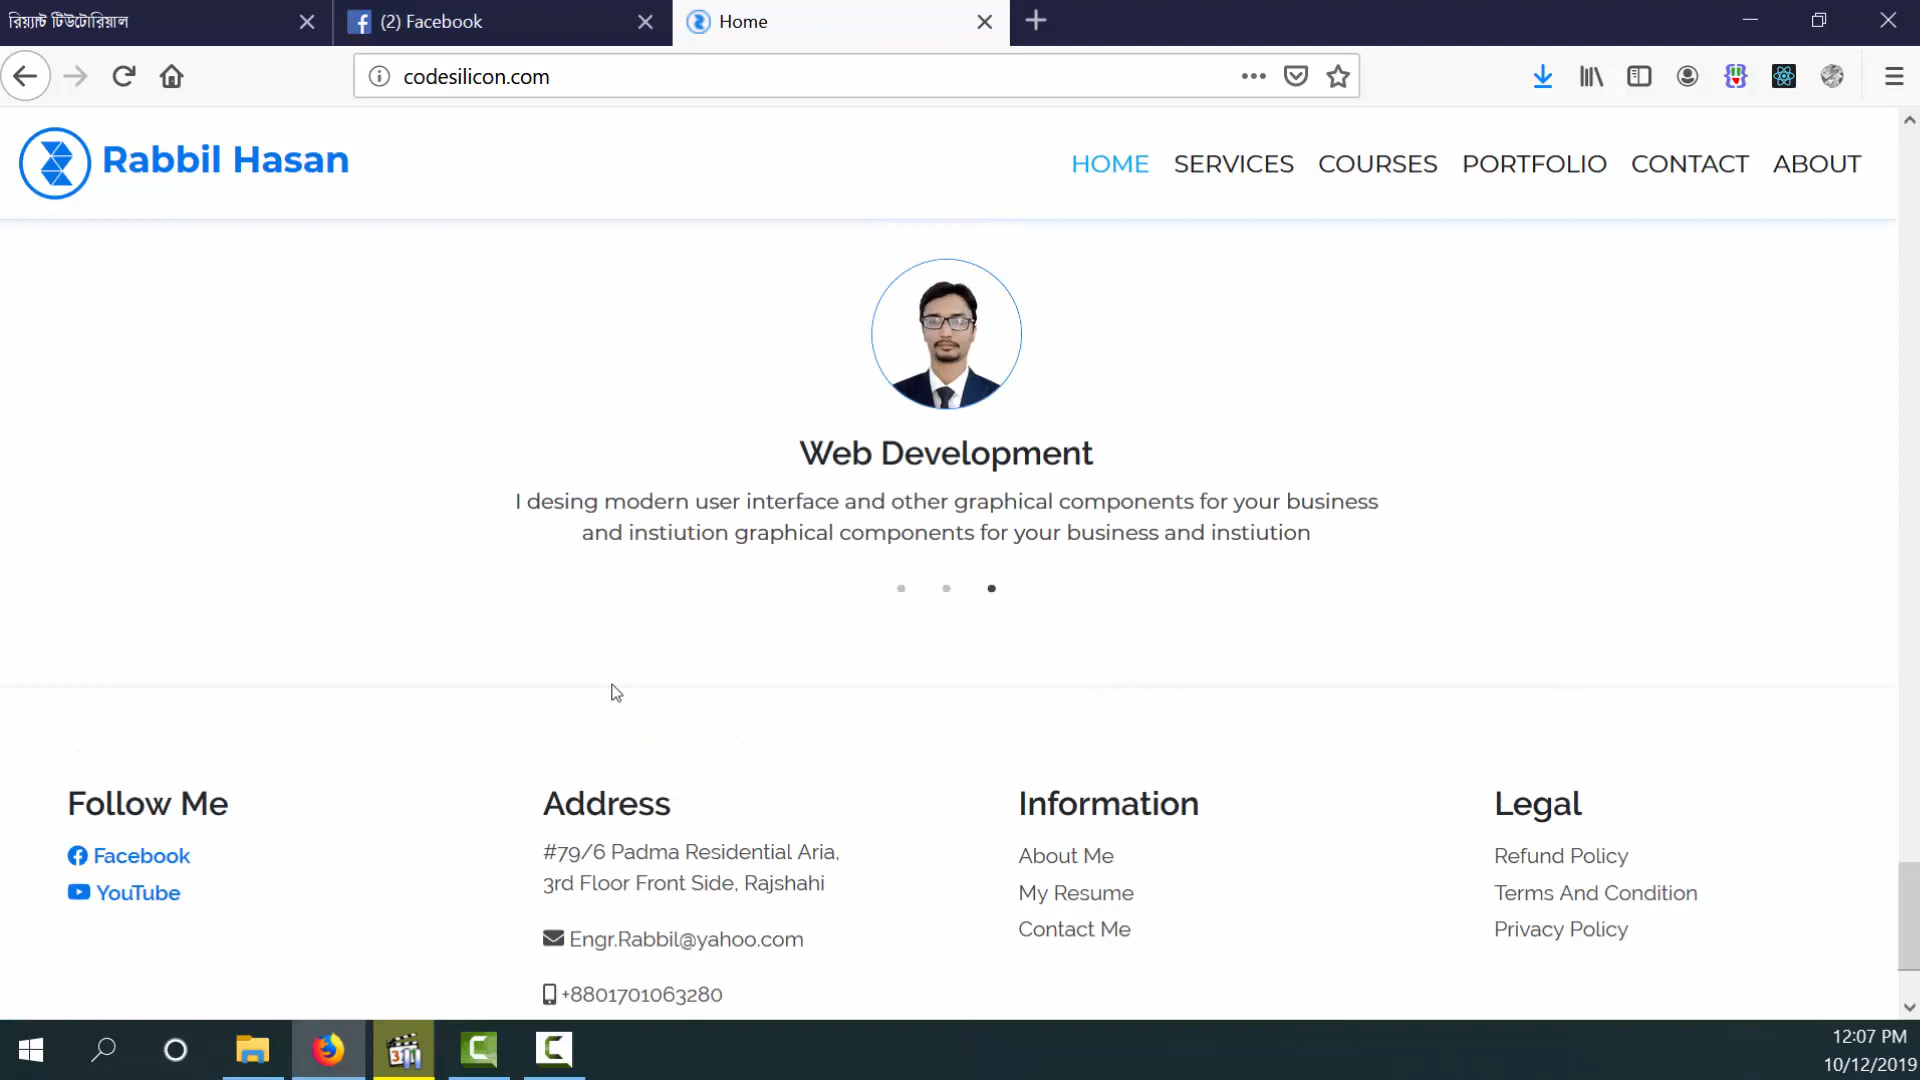 রিয়্যাক্ট টিউটোরিয়াল
(2) Facebook
Home
codesilicon.com
Rabbil Hasan
HOME SERVICES COURSES PORTFOLIO CONTACT ABOUT
Web Development
I desing modern user interface and other graphical components for your business
and instiution graphical components for your business and instiution
Follow Me
Facebook
YouTube
Address
#79/6 Padma Residential Aria,
3rd Floor Front Side, Rajshahi
Engr.Rabbil@yahoo.com
+8801701063280
Information
About Me
My Resume
Contact Me
Legal
Refund Policy
Terms And Condition
Privacy Policy
12:07 PM
10/12/2019